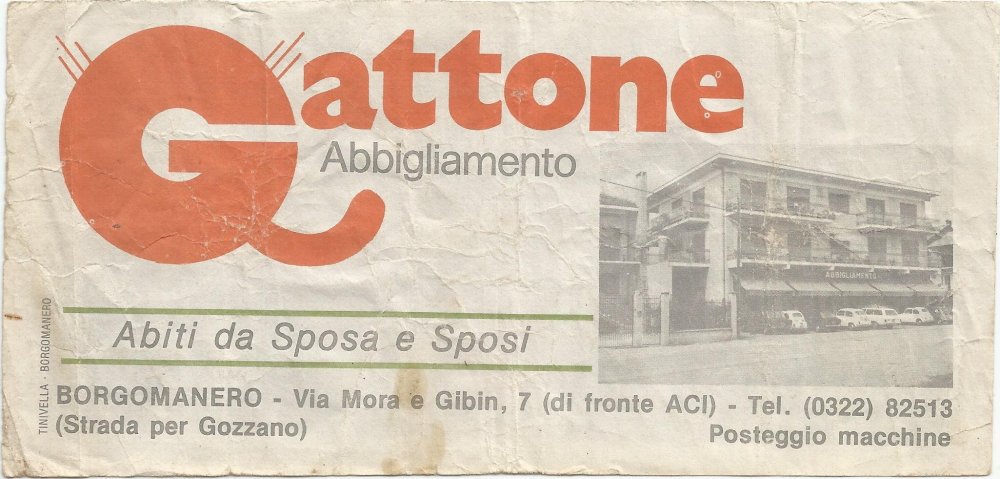 Gattone
Abbigliamento
ABBIGLIAMENTO
Abiti da Sposa e Sposi
TINIVELLA - BORGOMANERO
BORGOMANERO - Via Mora e Gibin, 7 (di fronte ACI) - Tel. (0322) 82513
(Strada per Gozzano)
Posteggio macchine